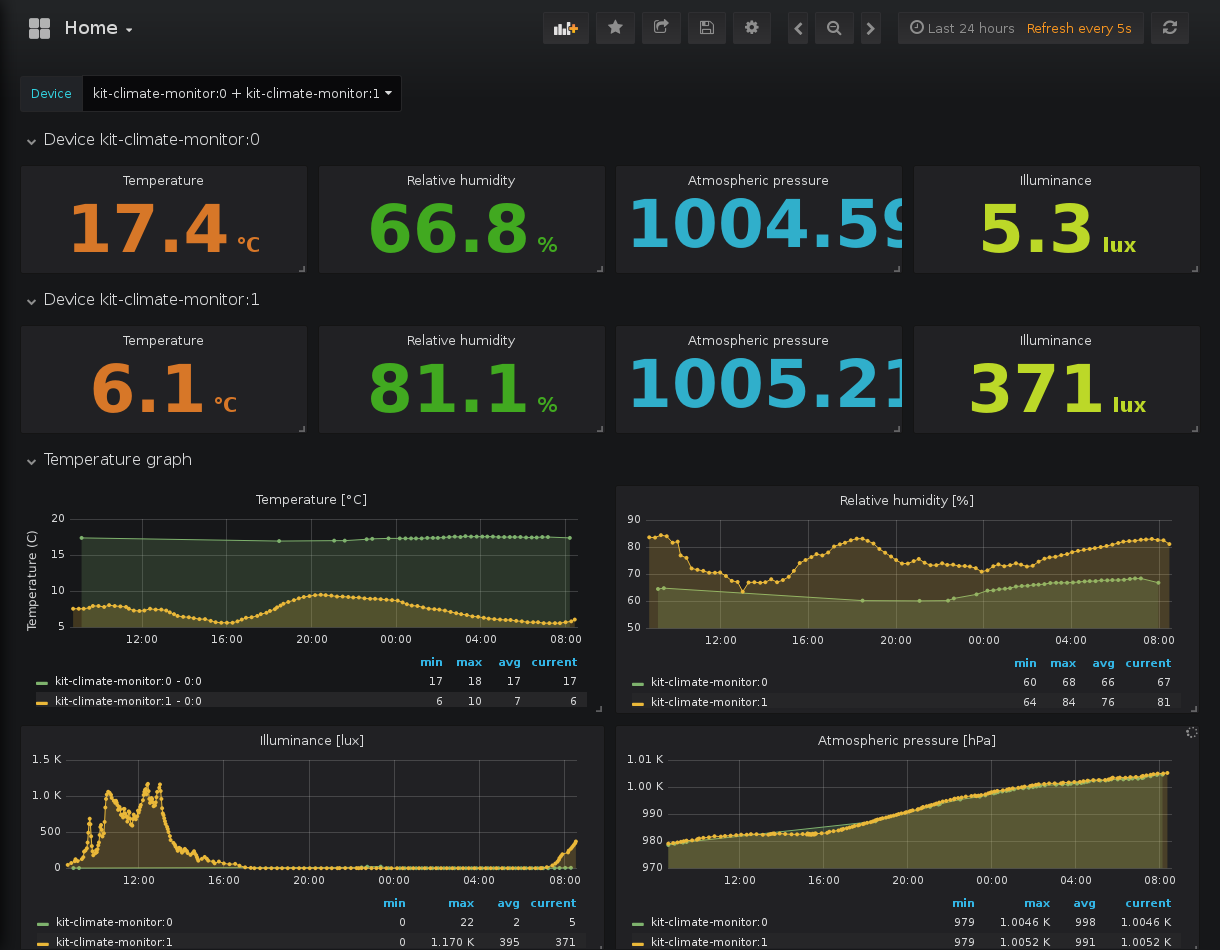 Home
Last 24 hours Refresh every 5s
Device kit-climate-monitor:0 + kit-climate-monitor:1
Device kit-climate-monitor:0
Temperature Relative humidity Atmospheric pressure Illuminance
17.4 °C 66.8 % 1004.59 5.3 lux
Device kit-climate-monitor:1
Temperature Relative humidity Atmospheric pressure Illuminance
6.1 °C 81.1 % 1005.21 371 lux
Temperature graph
Temperature [°C]
Temperature (C)
20
15
10
5
12:00 16:00 20:00 00:00 04:00 08:00
min max avg current
kit-climate-monitor:0 - 0:0 17 18 17 17
kit-climate-monitor:1 - 0:0 6 10 7 6
Relative humidity [%]
90
80
70
60
50
12:00 16:00 20:00 00:00 04:00 08:00
min max avg current
kit-climate-monitor:0 60 68 66 67
kit-climate-monitor:1 64 84 76 81
Illuminance [lux]
1.5 K
1.0 K
500
0
12:00 16:00 20:00 00:00 04:00 08:00
min max avg current
kit-climate-monitor:0 0 22 2 5
kit-climate-monitor:1 0 1.170 K 395 371
Atmospheric pressure [hPa]
1.01 K
1.00 K
990
980
970
12:00 16:00 20:00 00:00 04:00 08:00
min max avg current
kit-climate-monitor:0 979 1.0046 K 998 1.0046 K
kit-climate-monitor:1 979 1.0052 K 991 1.0052 K